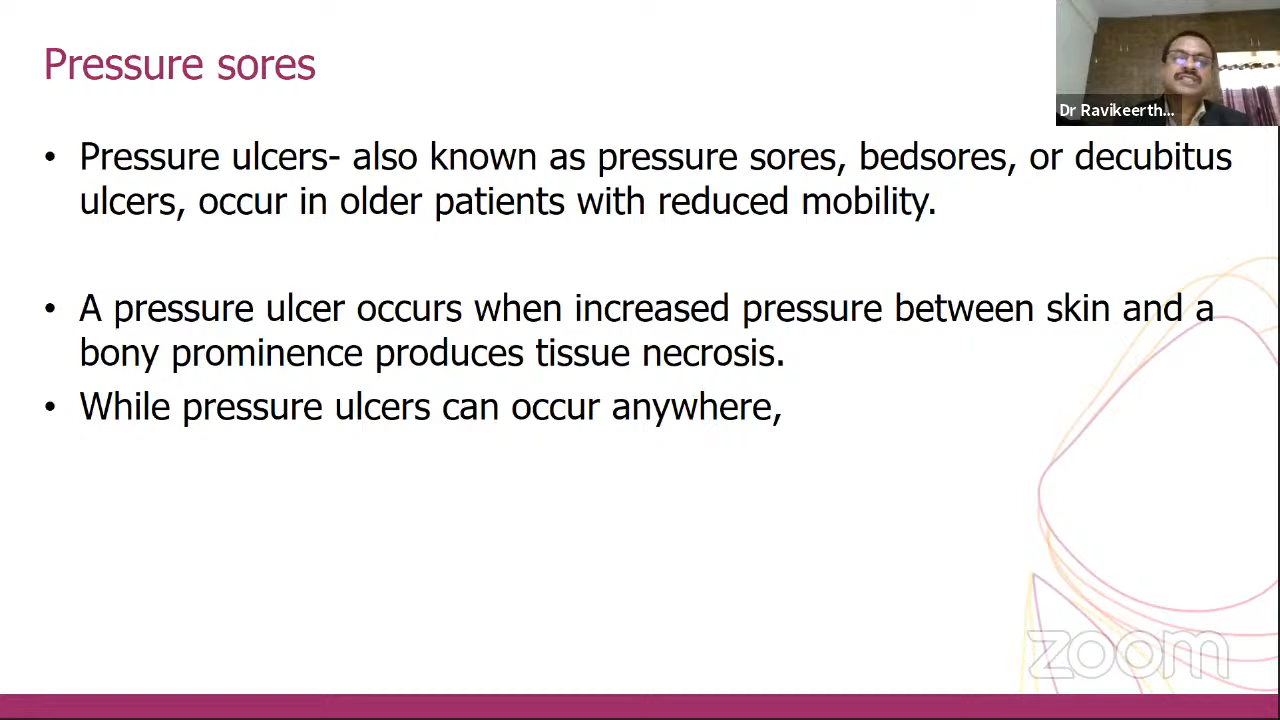 Pressure sores
Dr Ravikeerth...
• Pressure ulcers- also known as pressure sores, bedsores, or decubitus
ulcers, occur in older patients with reduced mobility.
• A pressure ulcer occurs when increased pressure between skin and a
bony prominence produces tissue necrosis.
• While pressure ulcers can occur anywhere,
zoom